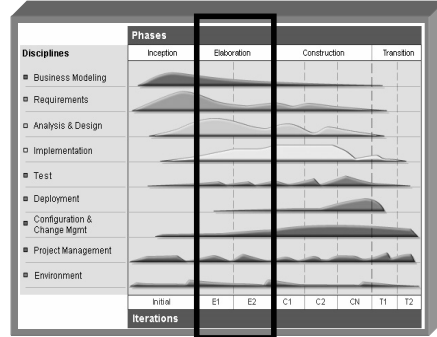 Phases
Disciplines
Inception Elaboration Construction Transition
Business Modeling
Requirements
Analysis & Design
Implementation
Test
Deployment
Configuration &
Change Mgmt
Project Management
Environment
Initial E1 E2 C1 C2 CN T1 T2
Iterations